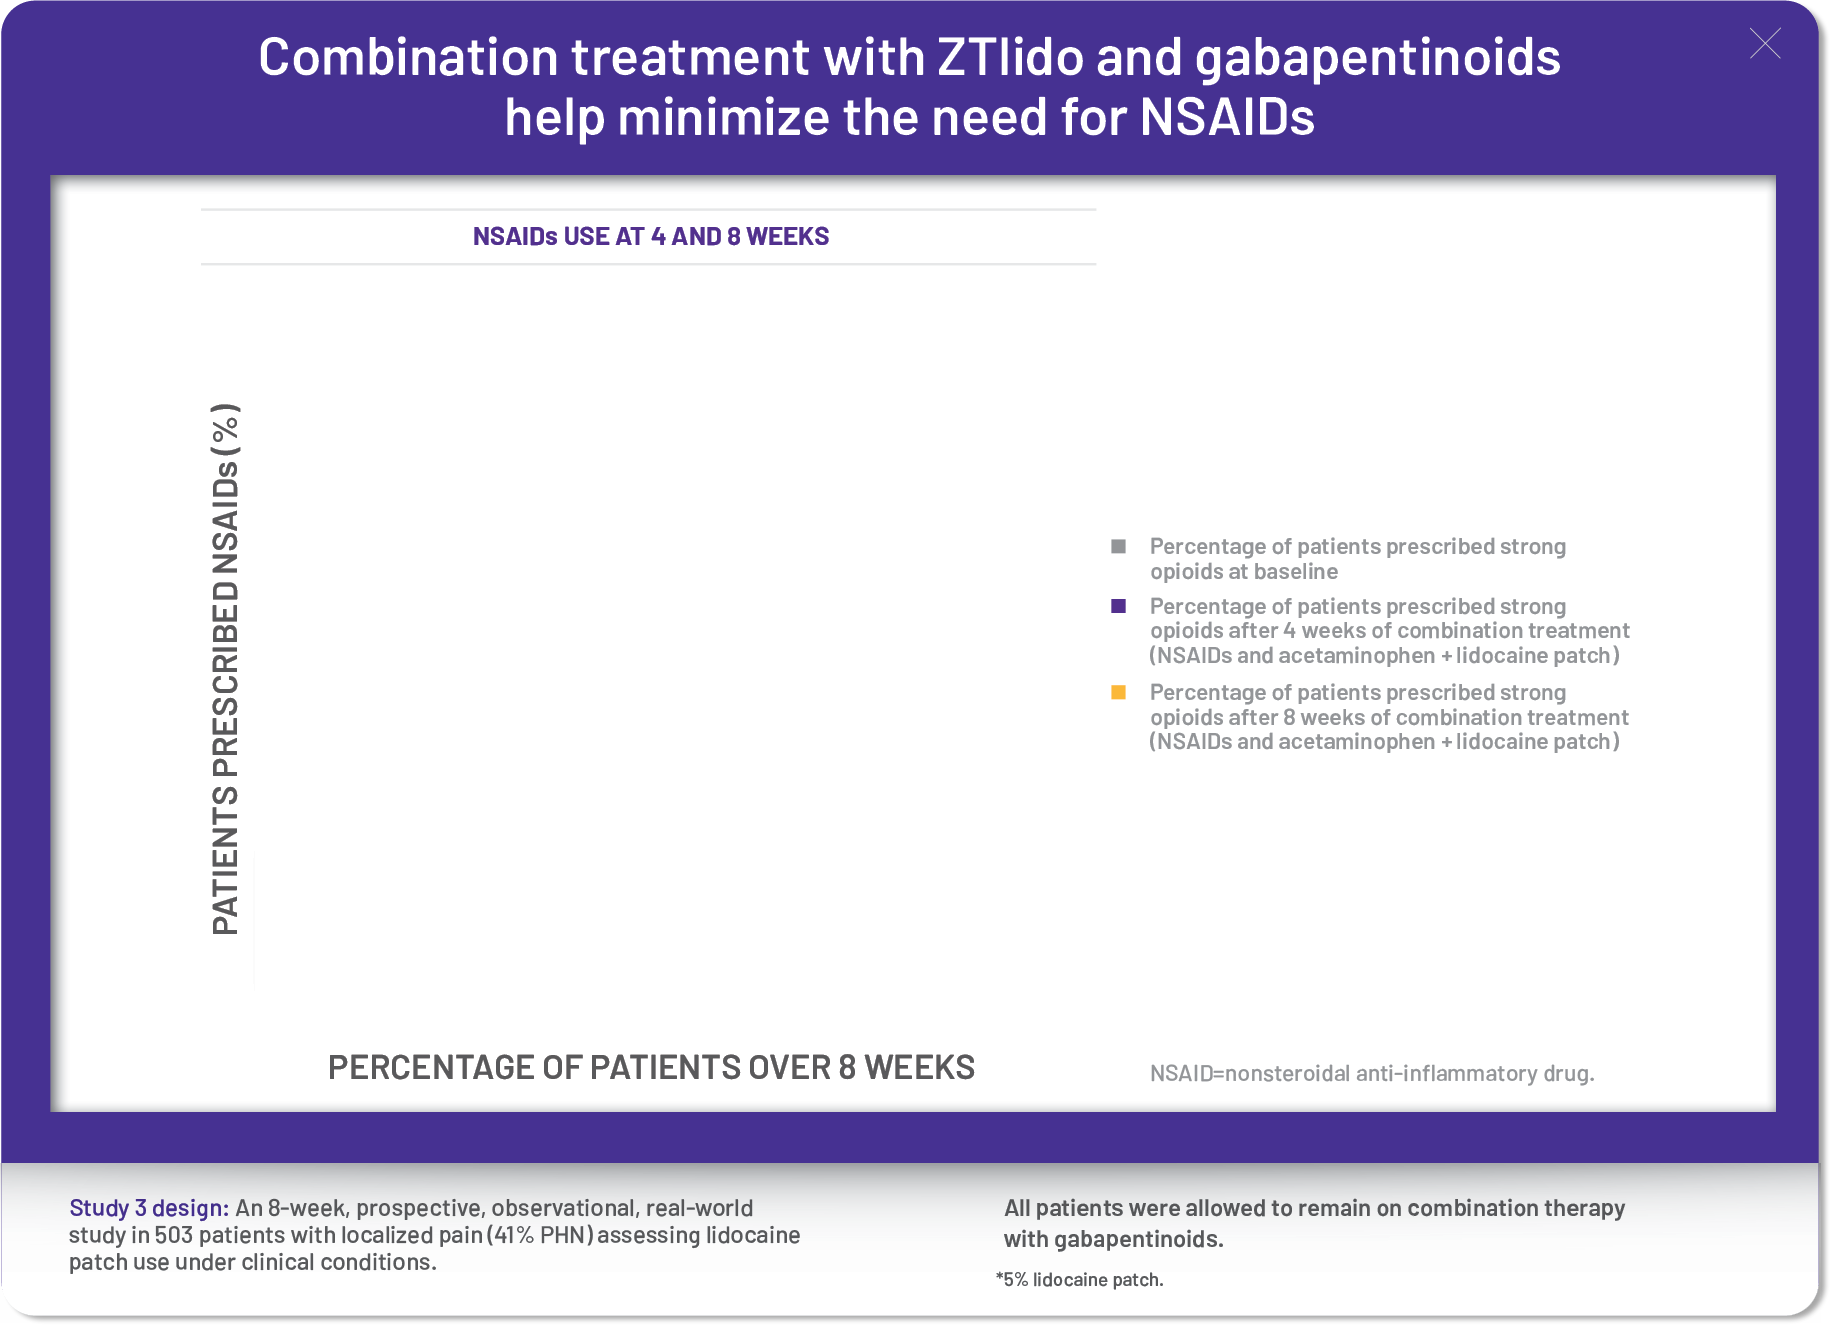 Combination treatment with ZTlido and gabapentinoids
help minimize the need for NSAIDs
NSAIDs USE AT 4 AND 8 WEEKS
PATIENTS PRESCRIBED NSAIDs (%)
Percentage of patients prescribed strong
opioids at baseline
Percentage of patients prescribed strong
opioids after 4 weeks of combination treatment
(NSAIDs and acetaminophen + lidocaine patch)
Percentage of patients prescribed strong
opioids after 8 weeks of combination treatment
(NSAIDs and acetaminophen + lidocaine patch)
PERCENTAGE OF PATIENTS OVER 8 WEEKS
NSAID=nonsteroidal anti-inflammatory drug.
Study 3 design: An 8-week, prospective, observational, real-world
study in 503 patients with localized pain (41% PHN) assessing lidocaine
patch use under clinical conditions.
All patients were allowed to remain on combination therapy
with gabapentinoids.
*5% lidocaine patch.